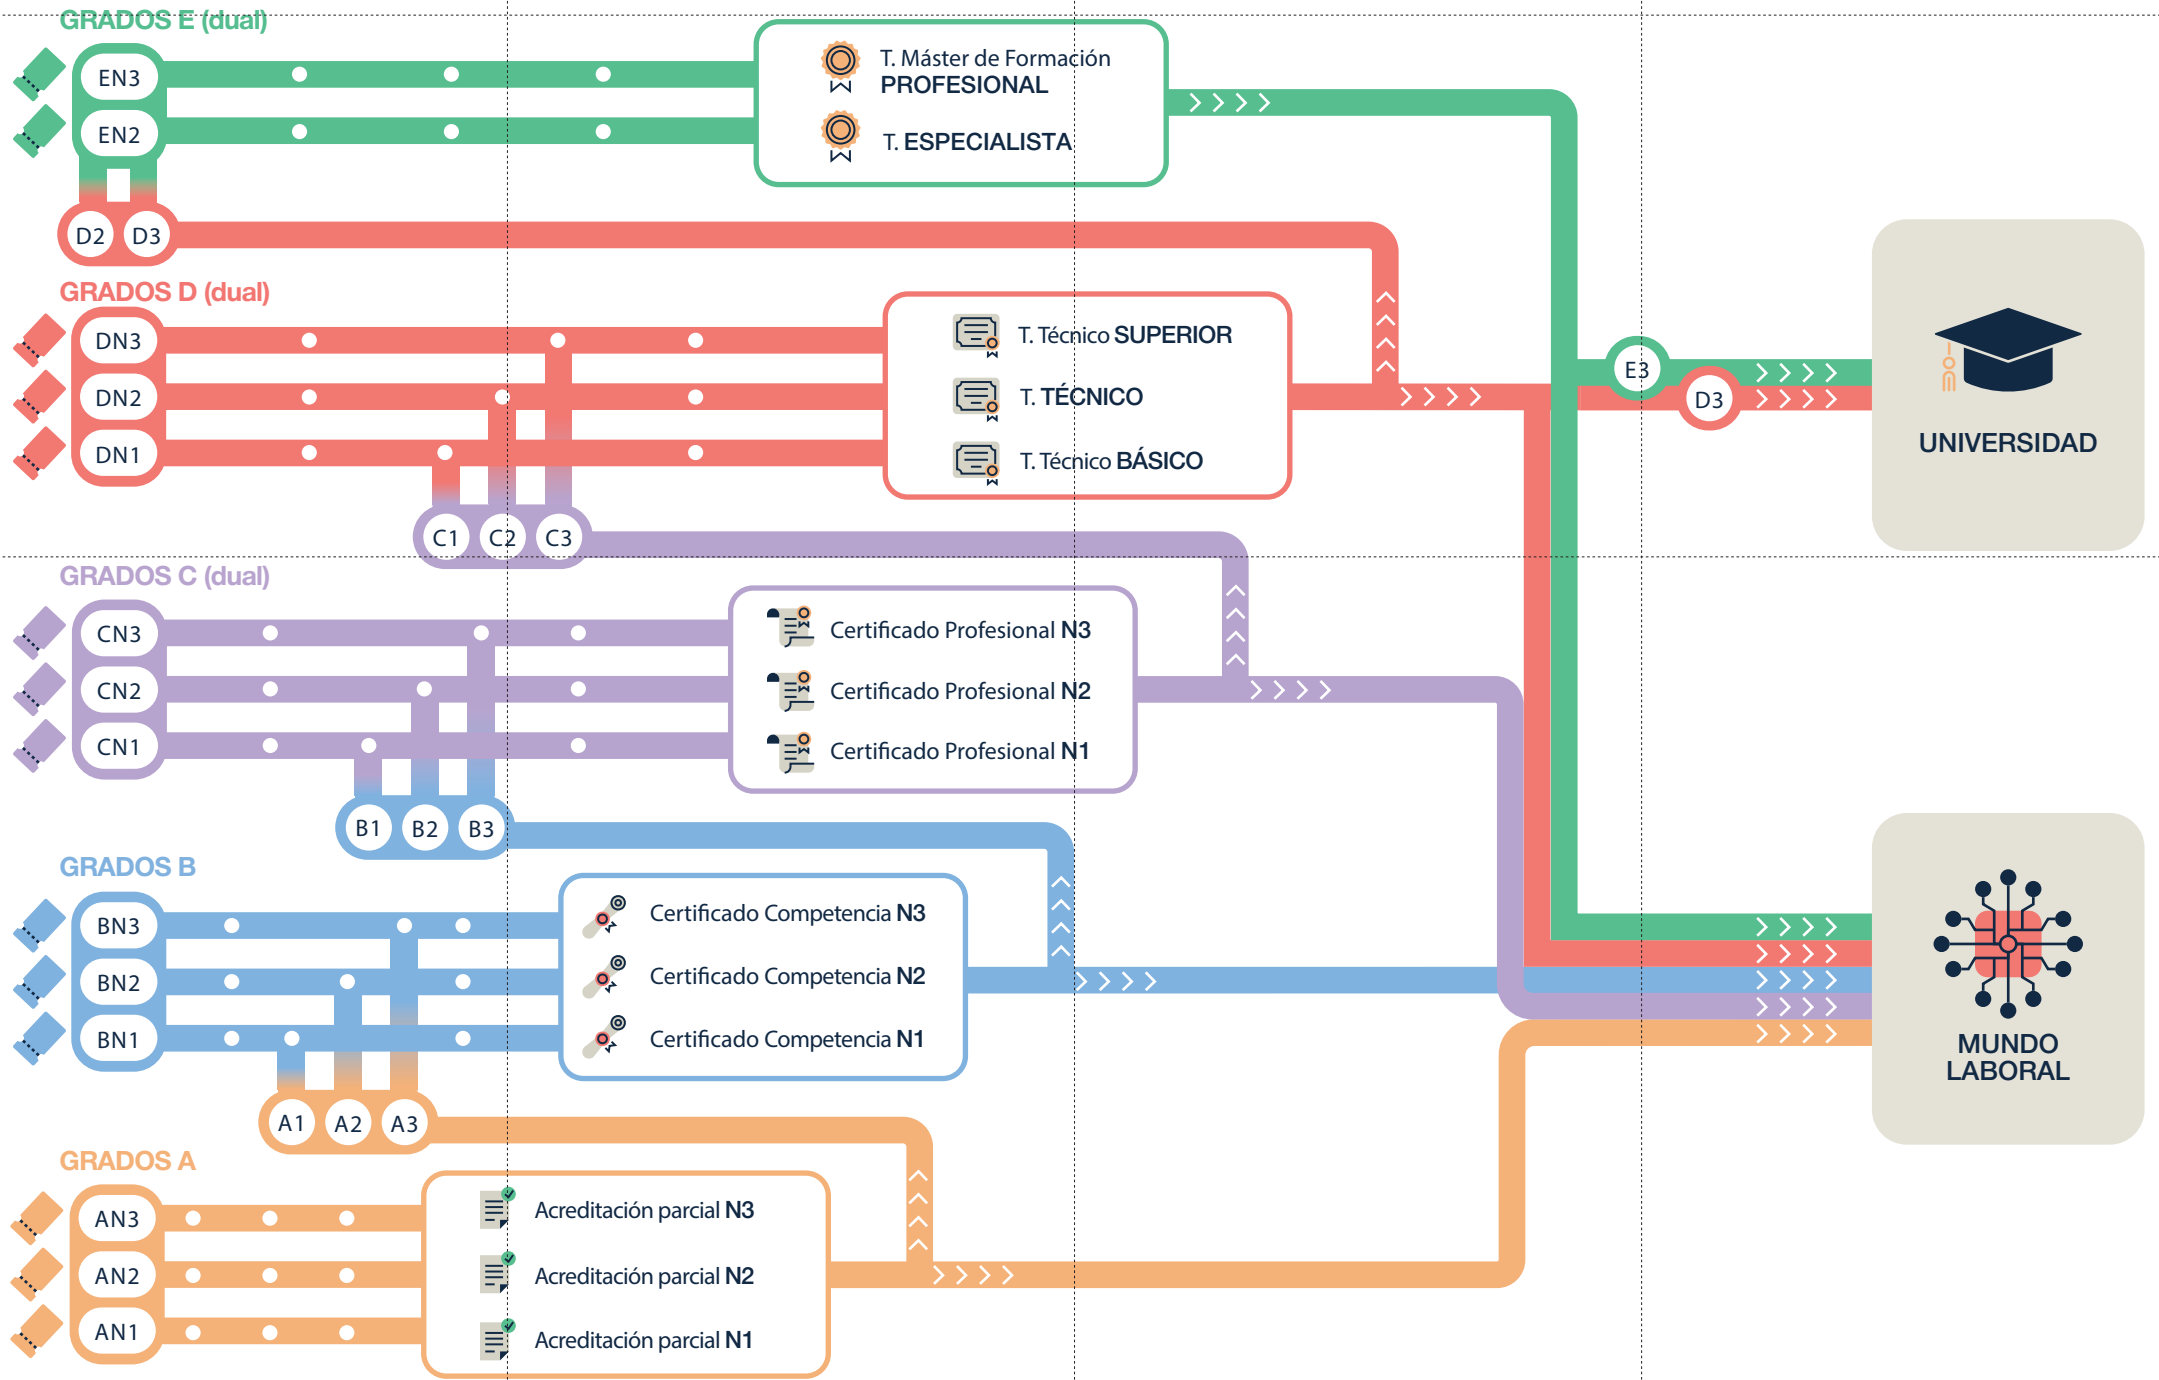 GRADOS E (dual)
EN3
EN2
T. Máster de Formación
PROFESIONAL
T. ESPECIALISTA
D2
D3
GRADOS D (dual)
DN3
DN2
DN1
T. Técnico SUPERIOR
T. TÉCNICO
T. Técnico BÁSICO
E3
D3
UNIVERSIDAD
C1
C2
C3
GRADOS C (dual)
CN3
CN2
CN1
Certificado Profesional N3
Certificado Profesional N2
Certificado Profesional N1
B1
B2
B3
GRADOS B
BN3
BN2
BN1
Certificado Competencia N3
Certificado Competencia N2
Certificado Competencia N1
MUNDO
LABORAL
A1
A2
A3
GRADOS A
AN3
AN2
AN1
Acreditación parcial N3
Acreditación parcial N2
Acreditación parcial N1